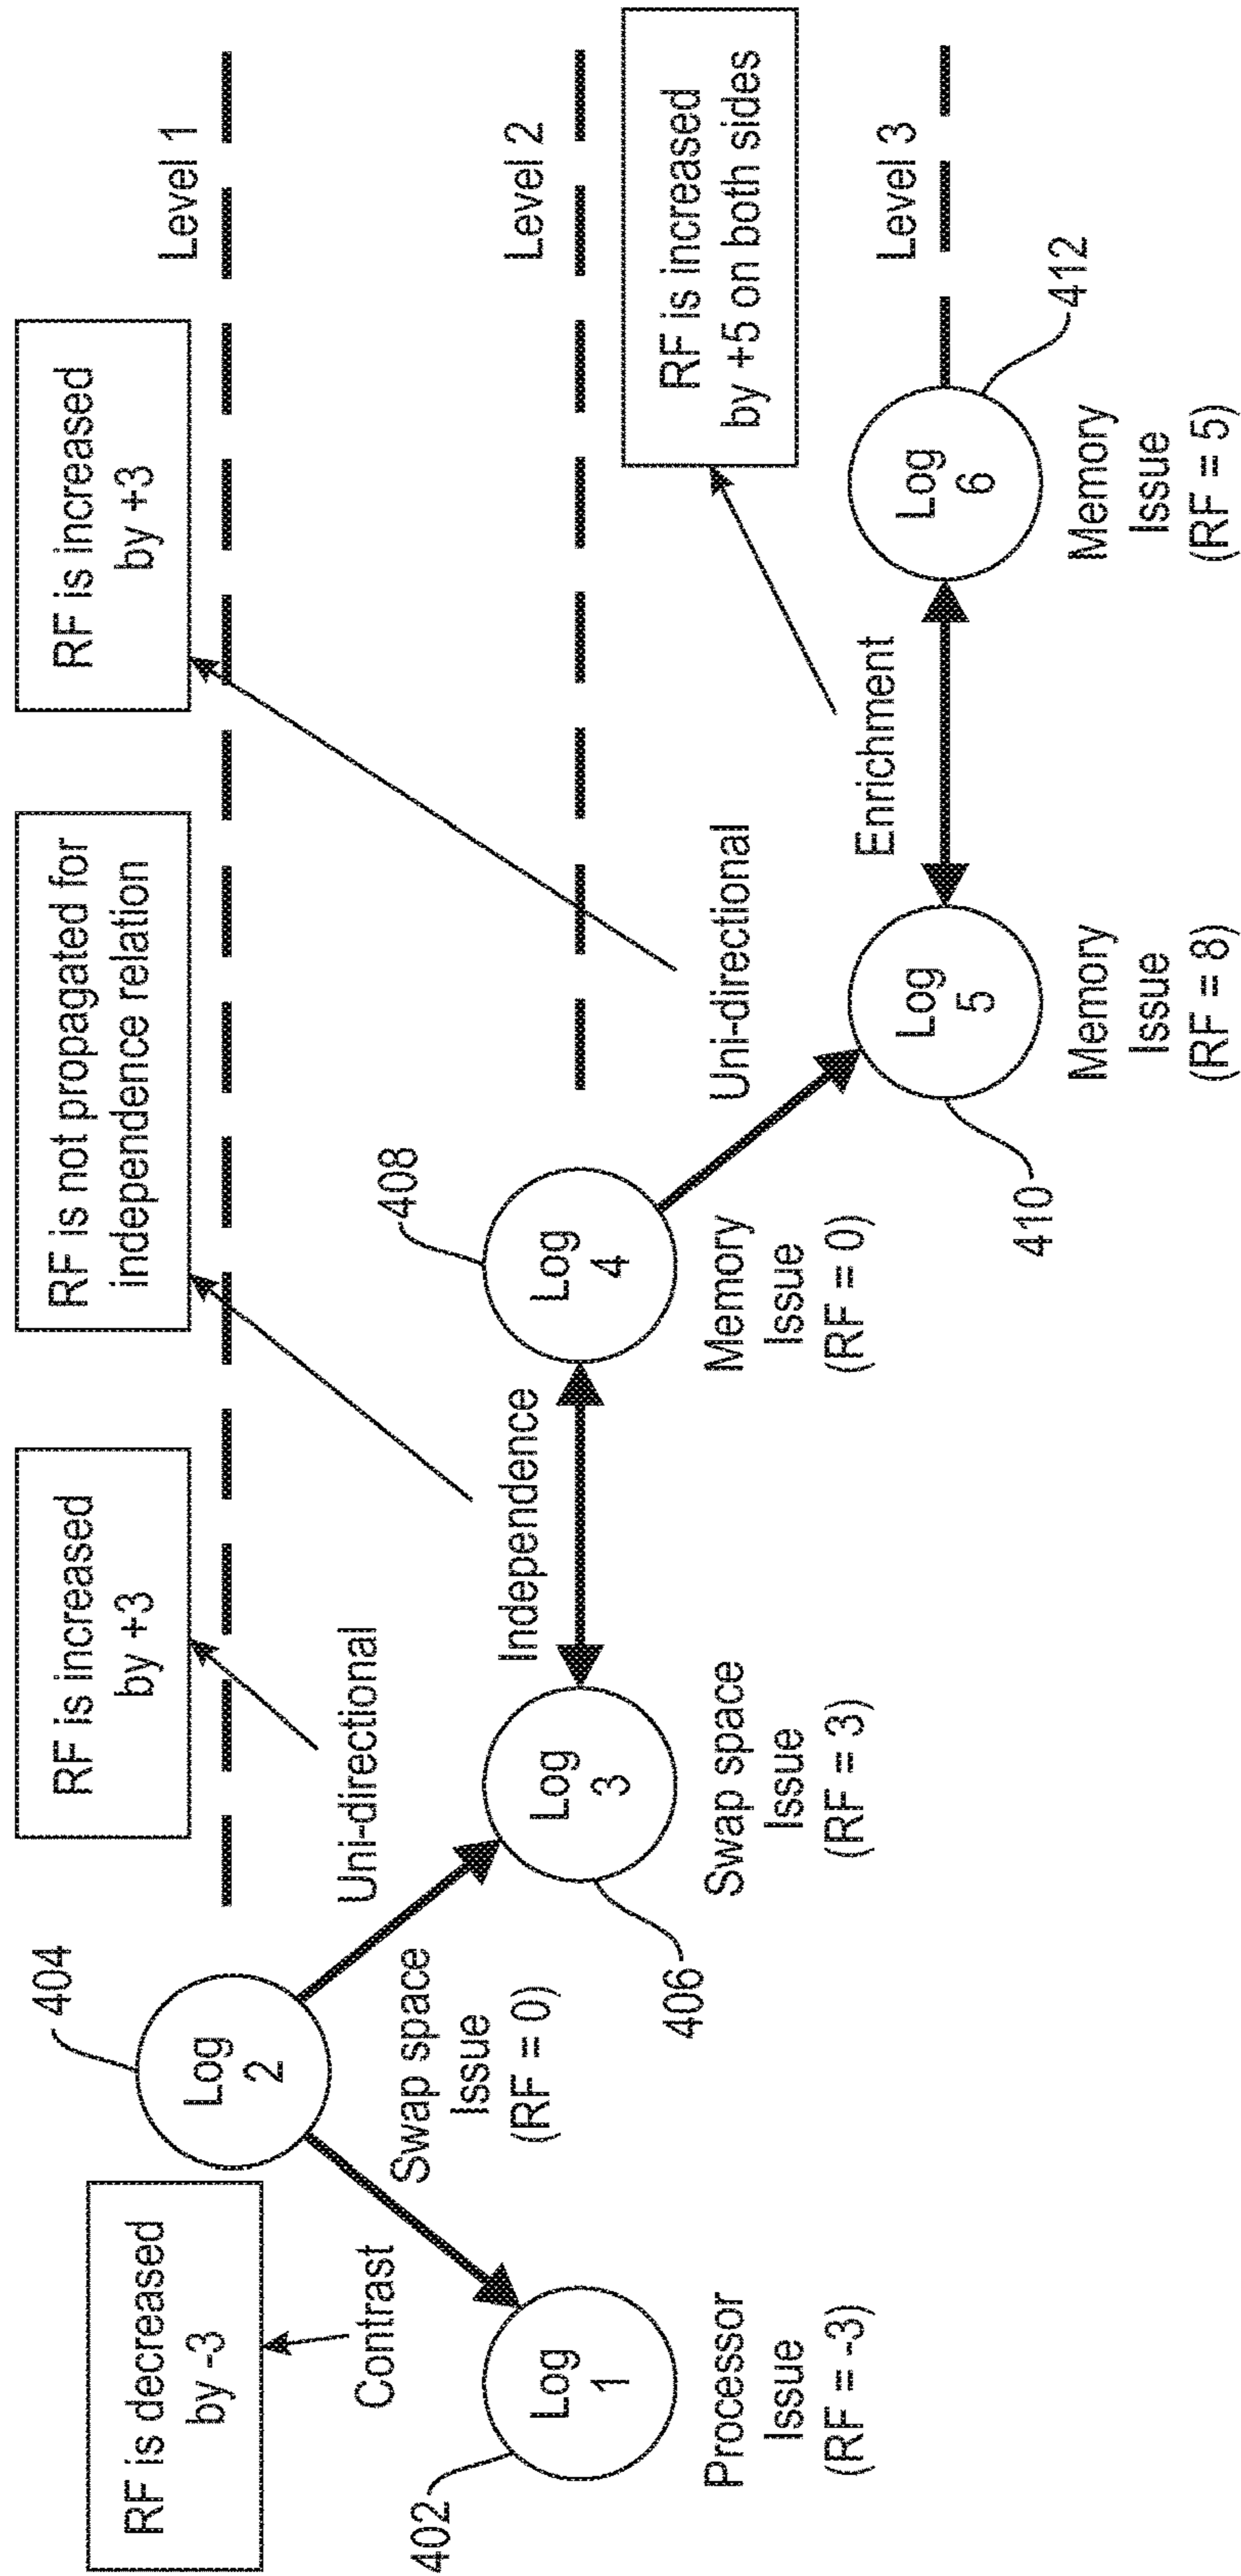 RF is decreased
by -3
RF is increased
by +3
RF is not propagated for
independence relation
RF is increased
by +3
404
Level 1
Log
2
Contrast
Swap space
Issue
(RF = 0)
Uni-directional
408
Level 2
402
Log
1
Log
3
Independence
Log
4
RF is increased
by +5 on both sides
Processor
Issue
(RF = -3)
406
Swap space
Issue
(RF = 3)
Memory
Issue
(RF = 0)
Uni-directional
Enrichment
Level 3
Log
5
Log
6
410
412
Memory
Issue
(RF = 8)
Memory
Issue
(RF = 5)